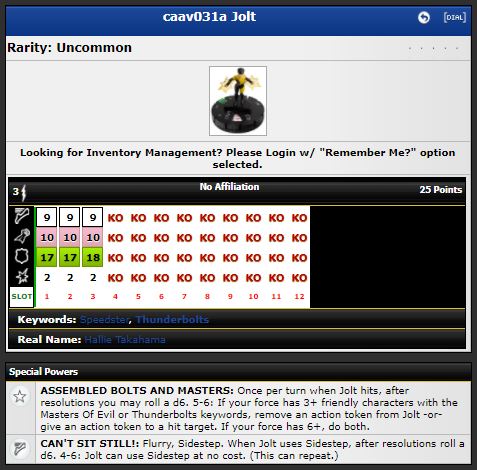 caav031a Jolt
[DIAL]
Rarity: Uncommon
Looking for Inventory Management? Please Login w/ "Remember Me?" option
selected.
3 No Affiliation 25 Points
9 9 9 KO KO KO KO KO KO KO KO KO
10 10 10 KO KO KO KO KO KO KO KO KO
17 17 18 KO KO KO KO KO KO KO KO KO
2 2 2 KO KO KO KO KO KO KO KO KO
SLOT 1 2 3 4 5 6 7 8 9 10 11 12
Keywords: Speedster, Thunderbolts
Real Name: Hallie Takahama
Special Powers
ASSEMBLED BOLTS AND MASTERS: Once per turn when Jolt hits, after
resolutions you may roll a d6. 5-6: If your force has 3+ friendly characters with the
Masters Of Evil or Thunderbolts keywords, remove an action token from Jolt -or-
give an action token to a hit target. If your force has 6+, do both.
CAN'T SIT STILL!: Flurry, Sidestep. When Jolt uses Sidestep, after resolutions roll a
d6. 4-6: Jolt can use Sidestep at no cost. (This can repeat.)